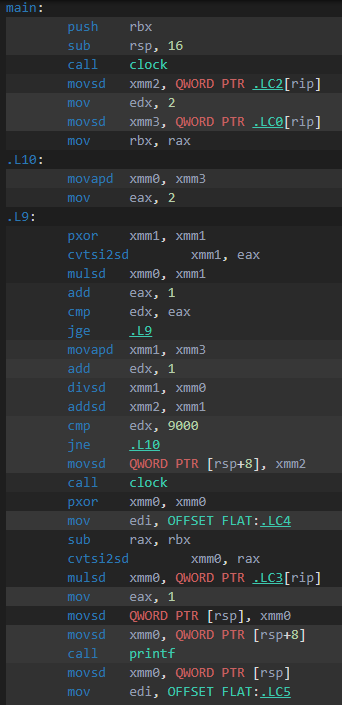 main:
push rbx
sub rsp, 16
call clock
movsd xmm2, QWORD PTR .LC2[rip]
mov edx, 2
movsd xmm3, QWORD PTR .LC0[rip]
mov rbx, rax
.L10:
movapd xmm0, xmm3
mov eax, 2
.L9:
pxor xmm1, xmm1
cvtsi2sd xmm1, eax
mulsd xmm0, xmm1
add eax, 1
cmp edx, eax
jge .L9
movapd xmm1, xmm3
add edx, 1
divsd xmm1, xmm0
addsd xmm2, xmm1
cmp edx, 9000
jne .L10
movsd QWORD PTR [rsp+8], xmm2
call clock
pxor xmm0, xmm0
mov edi, OFFSET FLAT:.LC4
sub rax, rbx
cvtsi2sd xmm0, rax
mulsd xmm0, QWORD PTR .LC3[rip]
mov eax, 1
movsd QWORD PTR [rsp], xmm0
movsd xmm0, QWORD PTR [rsp+8]
call printf
movsd xmm0, QWORD PTR [rsp]
mov edi, OFFSET FLAT:.LC5